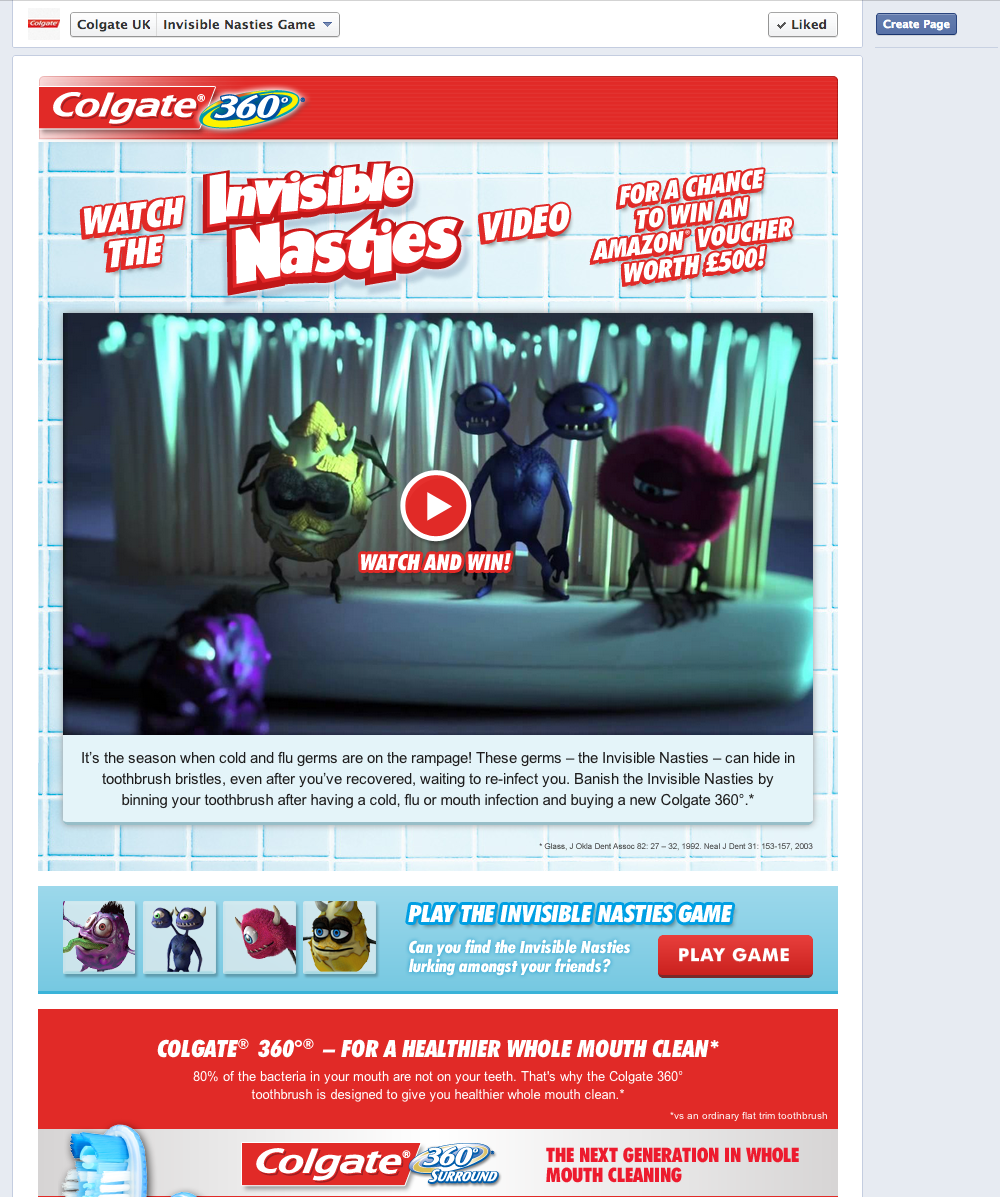 Colgate
Colgate UK
Invisible Nasties Game
Liked
Create Page
Colgate® 360°
WATCH THE
Invisible
Nasties
VIDEO
FOR A CHANCE
TO WIN AN
AMAZON® VOUCHER
WORTH £500!
WATCH AND WIN!
It’s the season when cold and flu germs are on the rampage! These germs – the Invisible Nasties – can hide in
toothbrush bristles, even after you’ve recovered, waiting to re-infect you. Banish the Invisible Nasties by
binning your toothbrush after having a cold, flu or mouth infection and buying a new Colgate 360°.*
* Glass, J Okla Dent Assoc 82: 27 – 32, 1992. Neal J Dent 31: 153-157, 2003
PLAY THE INVISIBLE NASTIES GAME
Can you find the Invisible Nasties
lurking amongst your friends?
PLAY GAME
COLGATE® 360°® – FOR A HEALTHIER WHOLE MOUTH CLEAN*
80% of the bacteria in your mouth are not on your teeth. That's why the Colgate 360°
toothbrush is designed to give you healthier whole mouth clean.*
*vs an ordinary flat trim toothbrush
Colgate® 360° SURROUND
THE NEXT GENERATION IN WHOLE
MOUTH CLEANING